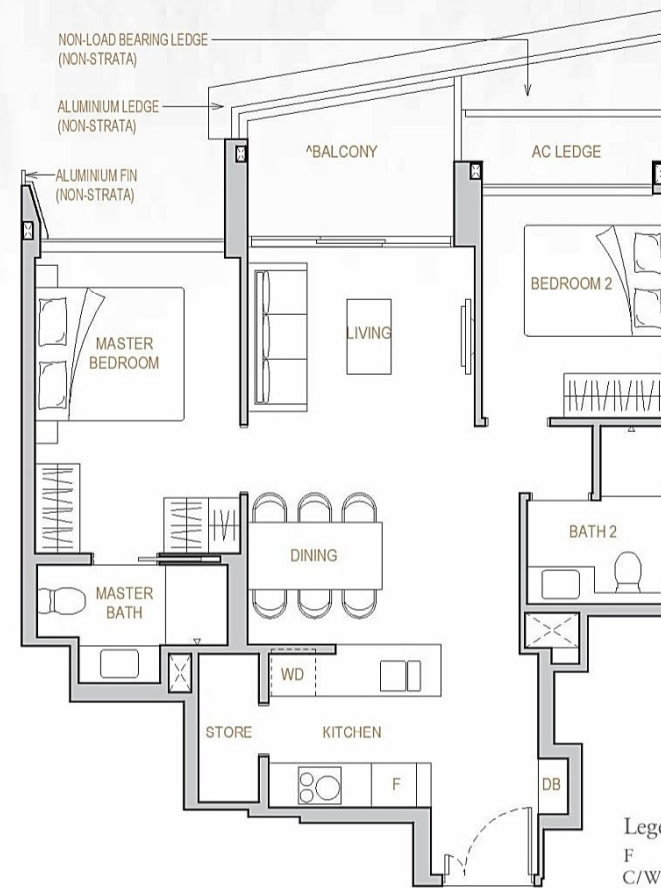 NON-LOAD BEARING LEDGE
(NON-STRATA)
ALUMINIUM LEDGE
(NON-STRATA)
^BALCONY
AC LEDGE
ALUMINIUM FIN
(NON-STRATA)
BEDROOM 2
MASTER
BEDROOM
LIVING
DINING
BATH 2
MASTER
BATH
WD
STORE
KITCHEN
F
DB
Lege
F
C/W